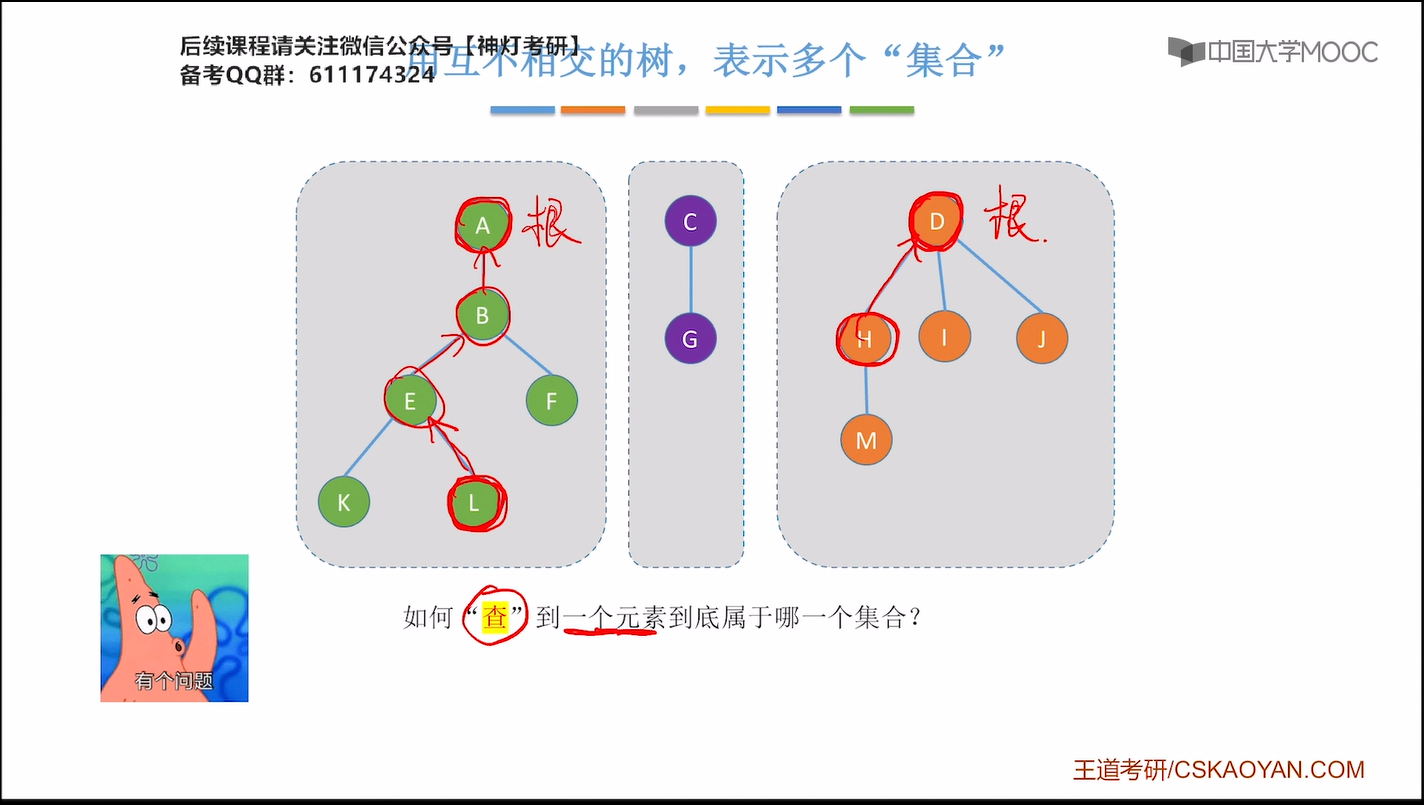 后续课程请关注微信公众号【神灯考研】
备考QQ群：611174324
用互不相交的树，表示多个“集合”
中国大学MOOC
A 根
B
E F
K L
C
G
D 根.
H I J
M
如何“查”到一个元素到底属于哪一个集合？
有个问题
王道考研/CSKAOYAN.COM